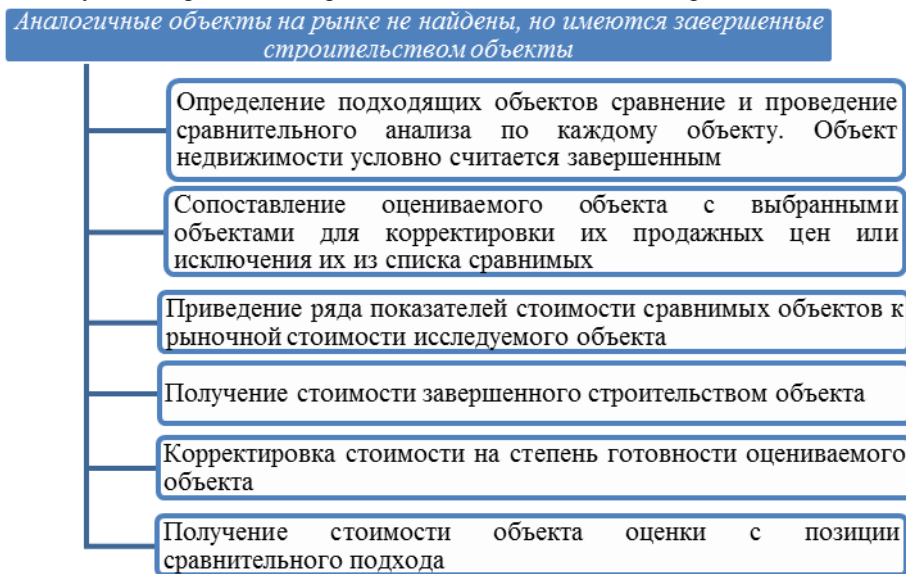 Аналогичные объекты на рынке не найдены, но имеются завершенные
строительством объекты
Определение подходящих объектов сравнение и проведение
сравнительного анализа по каждому объекту. Объект
недвижимости условно считается завершенным
Сопоставление оцениваемого объекта с выбранными
объектами для корректировки их продажных цен или
исключения их из списка сравнимых
Приведение ряда показателей стоимости сравнимых объектов к
рыночной стоимости исследуемого объекта
Получение стоимости завершенного строительством объекта
Корректировка стоимости на степень готовности оцениваемого
объекта
Получение стоимости объекта оценки с позиции
сравнительного подхода